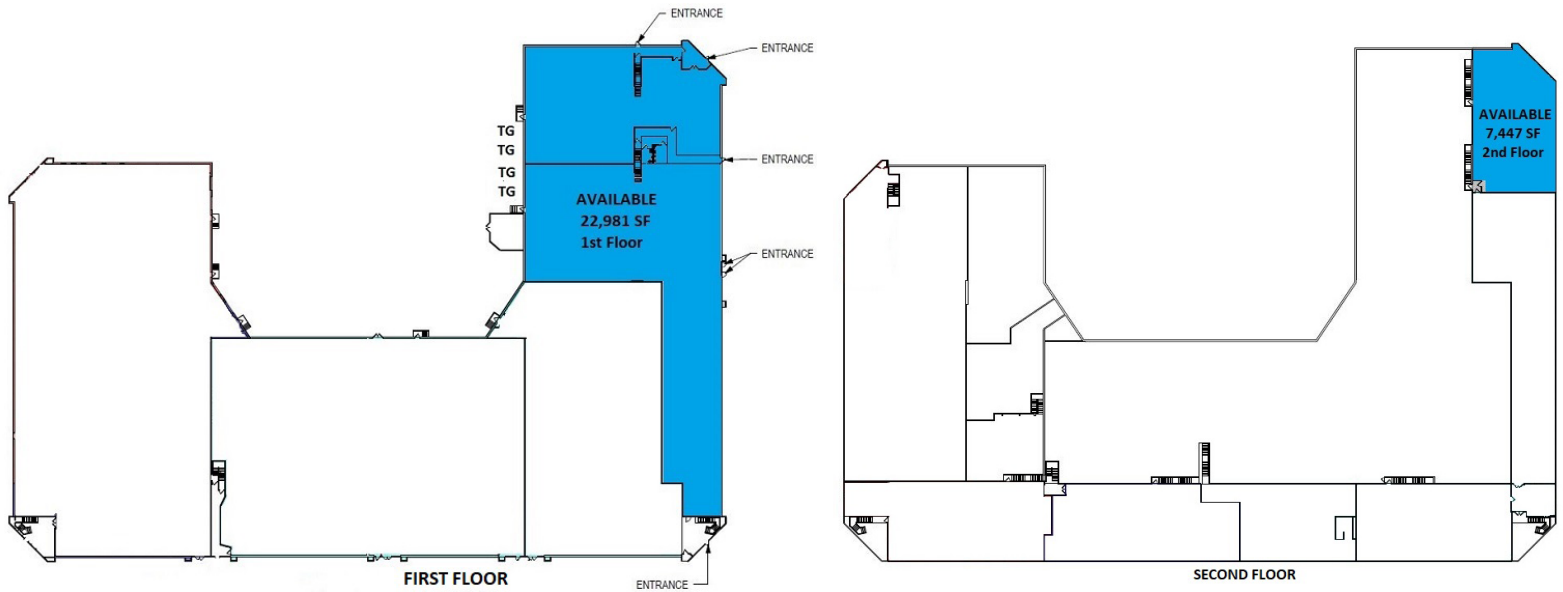 ENTRANCE
ENTRANCE
TG
TG
TG
TG
ENTRANCE
AVAILABLE
22,981 SF
1st Floor
ENTRANCE
ENTRANCE
FIRST FLOOR
AVAILABLE
7,447 SF
2nd Floor
SECOND FLOOR